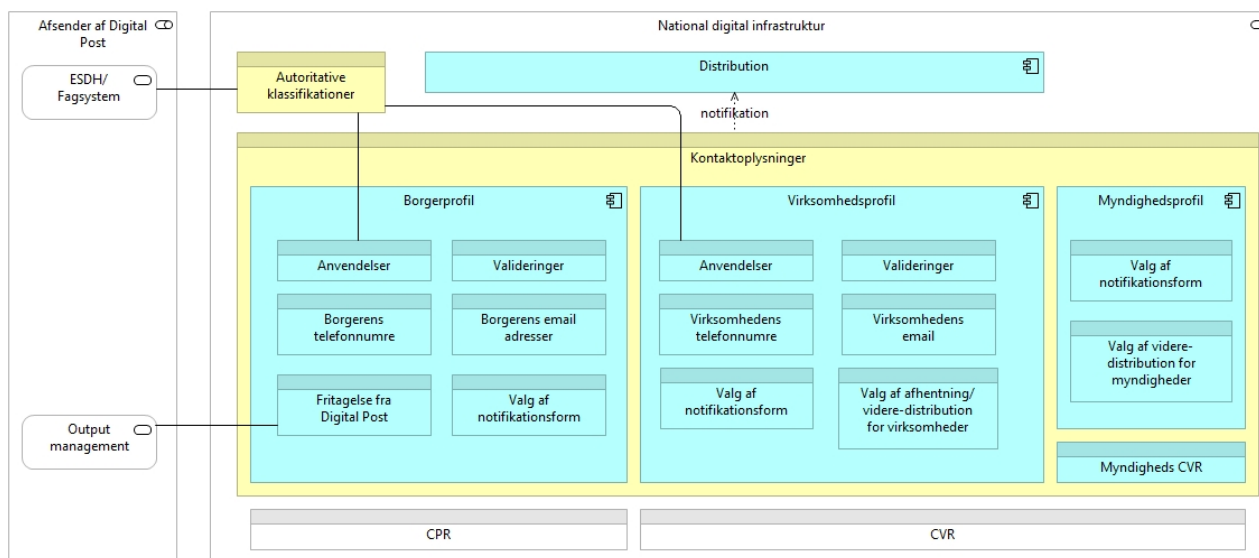 Afsender af Digital
Post
National digital infrastruktur
ESDH/
Fagsystem
Autoritative
klassifikationer
Distribution
notifikation
Kontaktoplysninger
Borgerprofil
Virksomhedsprofil
Myndighedsprofil
Anvendelser
Valideringer
Anvendelser
Valideringer
Valg af
notifikationsform
Borgerens
telefonnumre
Borgerens email
adresser
Virksomhedens
telefonnumre
Virksomhedens
email
Valg af videre-
distribution for
myndigheder
Fritagelse fra
Digital Post
Valg af
notifikationsform
Valg af
notifikationsform
Valg af afhentning/
videre-distribution
for virksomheder
Output
management
Myndigheds CVR
CPR
CVR